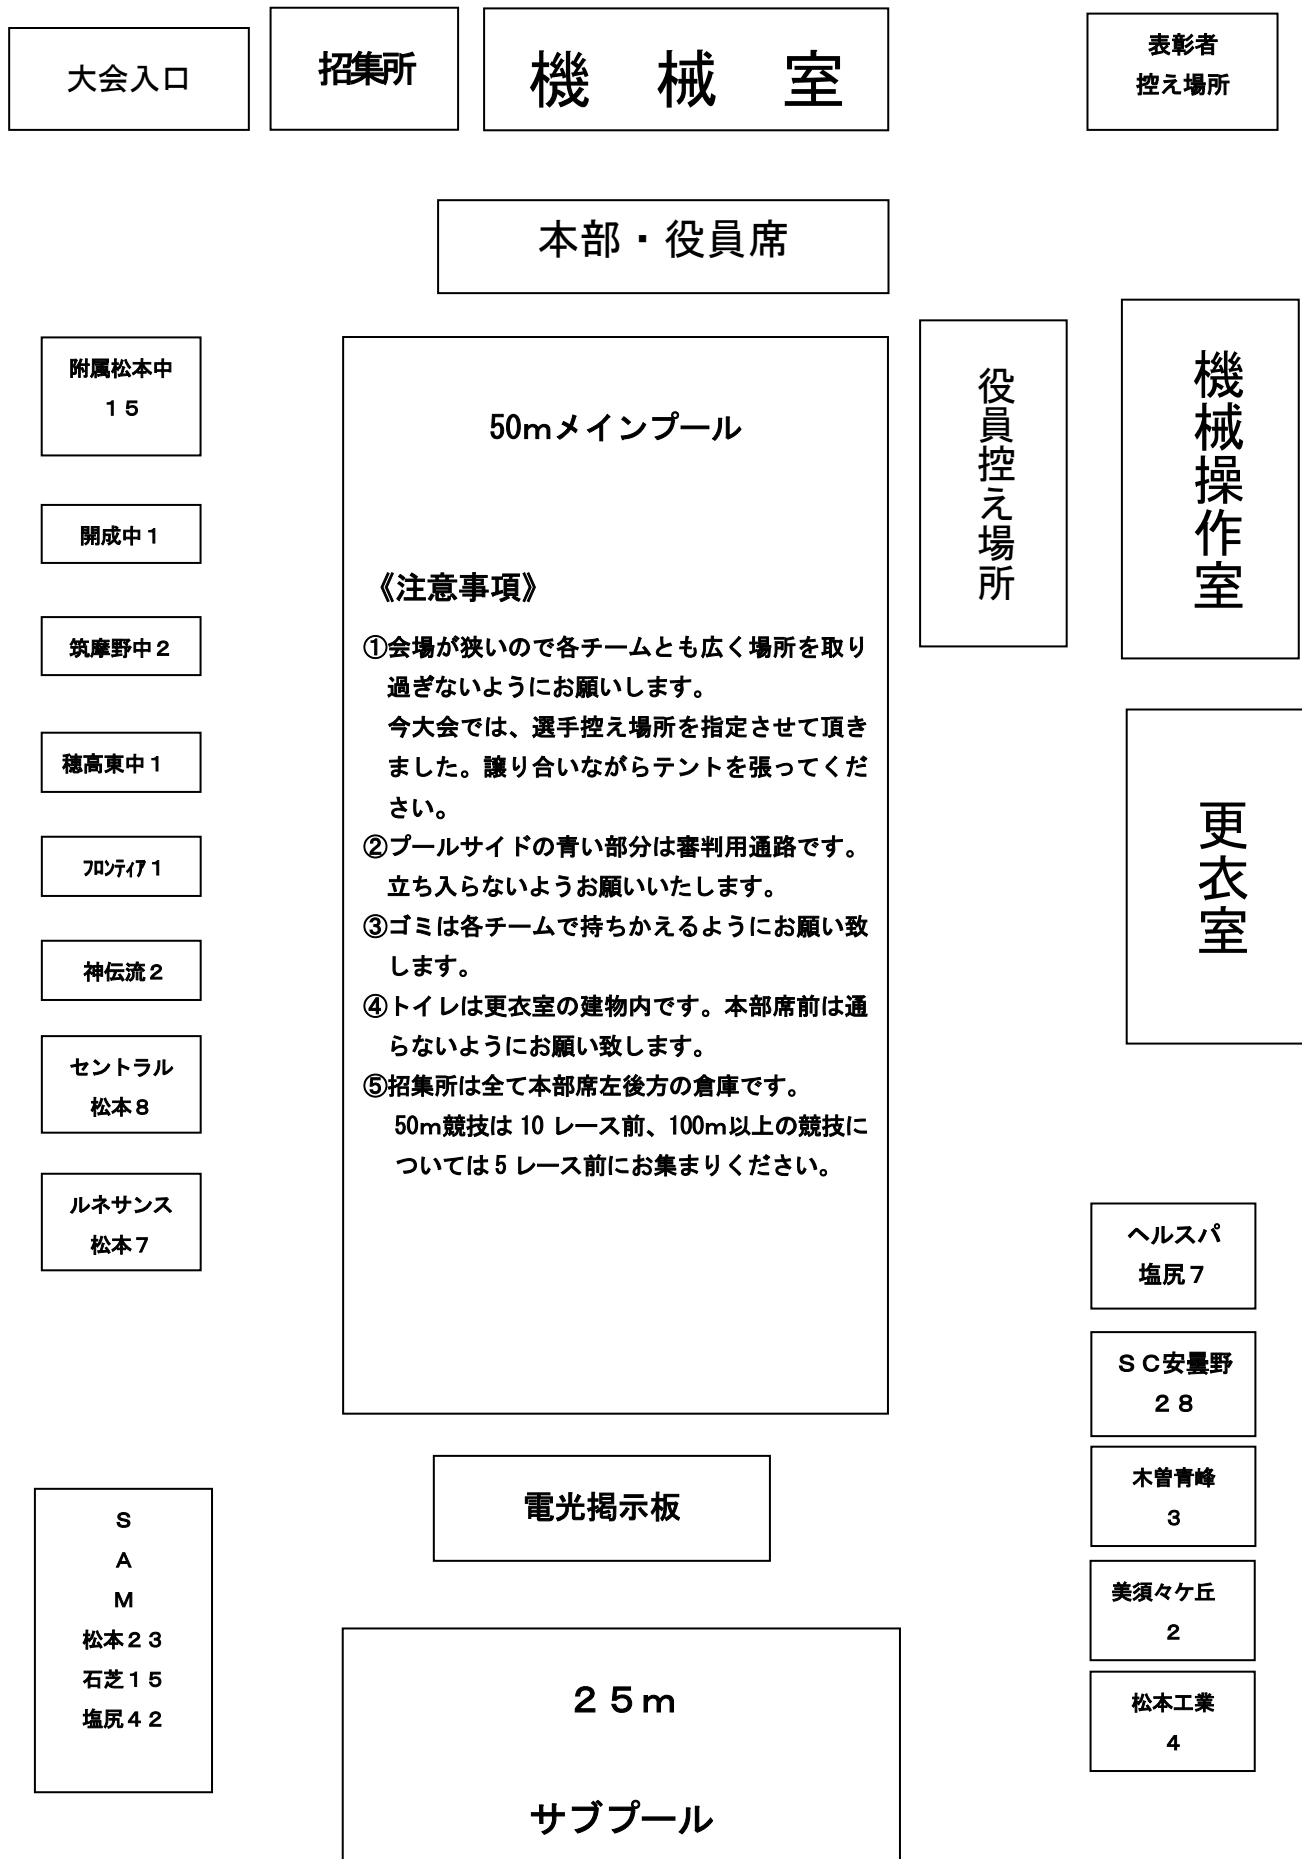 大会入口
招集所
機　械　室
表彰者
控え場所
本部・役員席
附属松本中
１５
開成中１
筑摩野中２
穂高東中１
ﾌﾛﾝﾃｨｱ１
神伝流２
セントラル
松本８
ルネサンス
松本７
50ｍメインプール
《注意事項》
①会場が狭いので各チームとも広く場所を取り
過ぎないようにお願いします。
今大会では、選手控え場所を指定させて頂き
ました。譲り合いながらテントを張ってくだ
さい。
②プールサイドの青い部分は審判用通路です。
立ち入らないようお願いいたします。
③ゴミは各チームで持ちかえるようにお願い致
します。
④トイレは更衣室の建物内です。本部席前は通
らないようにお願い致します。
⑤招集所は全て本部席左後方の倉庫です。
50ｍ競技は 10 レース前、100ｍ以上の競技に
ついては 5 レース前にお集まりください。
役員控え場所
機械操作室
更衣室
ヘルスパ
塩尻７
ＳＣ安曇野
２８
木曽青峰
３
美須々ケ丘
２
松本工業
４
電光掲示板
Ｓ
Ａ
Ｍ
松本２３
石芝１５
塩尻４２
２５ｍ
サブプール